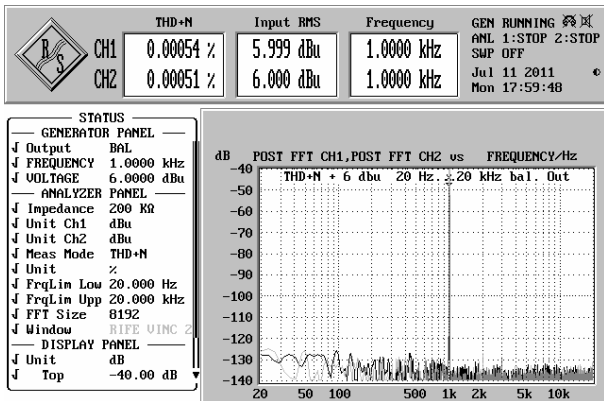 R&S
THD+N Input RMS Frequency
CH1 0.00054 % 5.999 dBu 1.0000 kHz
CH2 0.00051 % 6.000 dBu 1.0000 kHz
GEN RUNNING
ANL 1:STOP 2:STOP
SWP OFF
Jul 11 2011
Mon 17:59:48
STATUS
GENERATOR PANEL
Output BAL
FREQUENCY 1.0000 kHz
VOLTAGE 6.0000 dBu
ANALYZER PANEL
Impedance 200 KΩ
Unit Ch1 dBu
Unit Ch2 dBu
Meas Mode THD+N
Unit %
FrqLim Low 20.000 Hz
FrqLim Upp 20.000 kHz
FFT Size 8192
Window RIFE VINC 2
DISPLAY PANEL
Unit dB
Top -40.00 dB
dB POST FFT CH1,POST FFT CH2 vs FREQUENCY/Hz
THD+N + 6 dbu 20 Hz...20 kHz bal. Out
-40
-50
-60
-70
-80
-90
-100
-110
-120
-130
-140
20 50 100 500 1k 2k 5k 10k